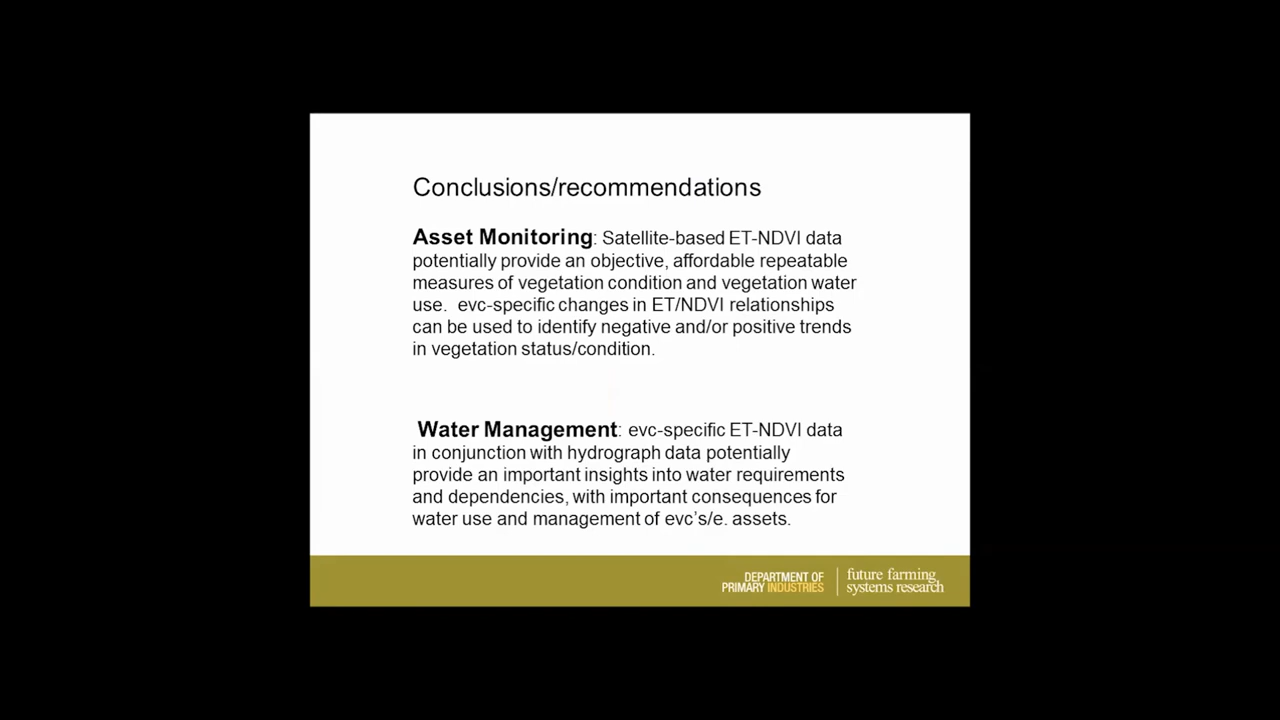 Conclusions/recommendations
Asset Monitoring: Satellite-based ET-NDVI data
potentially provide an objective, affordable repeatable
measures of vegetation condition and vegetation water
use.  evc-specific changes in ET/NDVI relationships
can be used to identify negative and/or positive trends
in vegetation status/condition.
Water Management: evc-specific ET-NDVI data
in conjunction with hydrograph data potentially
provide an important insights into water requirements
and dependencies, with important consequences for
water use and management of evc's/e. assets.
DEPARTMENT OF
PRIMARY INDUSTRIES
future farming
systems research